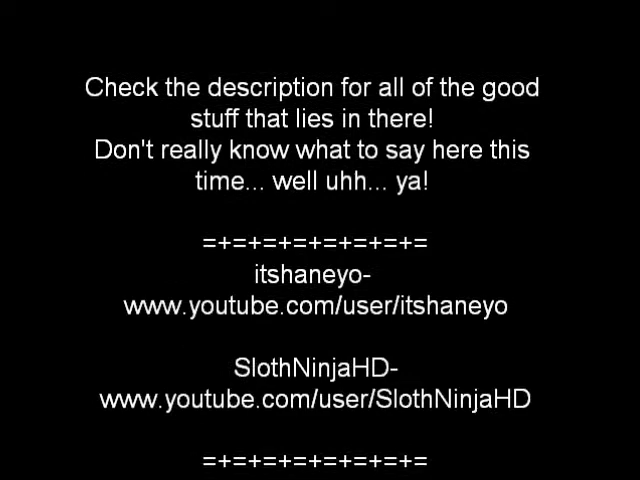 Check the description for all of the good
stuff that lies in there!
Don't really know what to say here this
time... well uhh... ya!
=+=+=+=+=+=+=+=
itshaneyo-
www.youtube.com/user/itshaneyo
SlothNinjaHD-
www.youtube.com/user/SlothNinjaHD
=+=+=+=+=+=+=+=